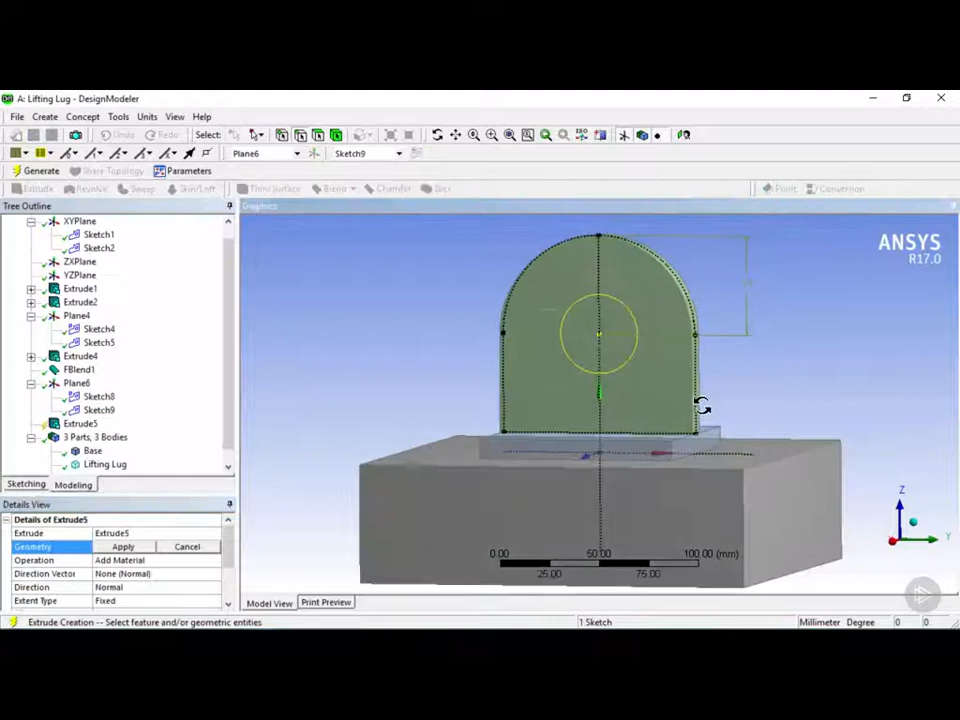 A: Lifting Lug - DesignModeler
File Create Concept Tools Units View Help
Undo Redo Select:
Plane6 Sketch9
Generate Share Topology Parameters
Extrude Revolve Sweep Skin/Loft Thin/Surface Blend Chamfer Slice Point Conversion
Tree Outline
XYPlane
Sketch1
Sketch2
ZXPlane
YZPlane
Extrude1
Extrude2
Plane4
Sketch4
Sketch5
Extrude4
FBlend1
Plane6
Sketch8
Sketch9
Extrude5
3 Parts, 3 Bodies
Base
Lifting Lug
Sketching Modeling
Details View
Details of Extrude5
Extrude Extrude5
Geometry Apply Cancel
Operation Add Material
Direction Vector None (Normal)
Direction Normal
Extent Type Fixed
Graphics
ANSYS
R17.0
Z
Y
0.00 50.00 100.00 (mm)
25.00 75.00
Model View Print Preview
Extrude Creation -- Select feature and/or geometric entities 1 Sketch Millimeter Degree 0 0